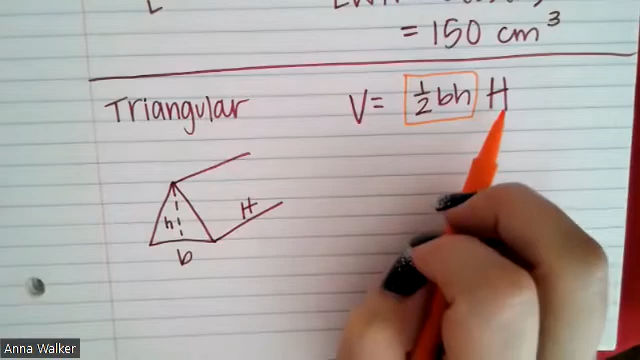 = 150 cm³
Triangular
V = ½bh H
h
H
b
Anna Walker